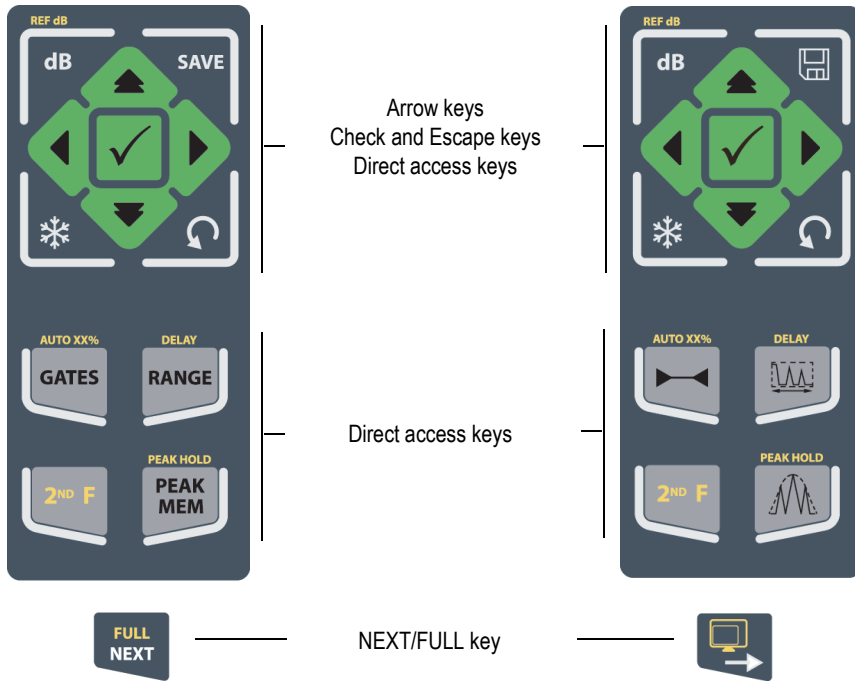 REF dB
dB SAVE
AUTO XX% DELAY
GATES RANGE
PEAK HOLD
2ND F PEAK
MEM
FULL
NEXT
Arrow keys
Check and Escape keys
Direct access keys
Direct access keys
NEXT/FULL key
REF dB
dB
AUTO XX% DELAY
PEAK HOLD
2ND F